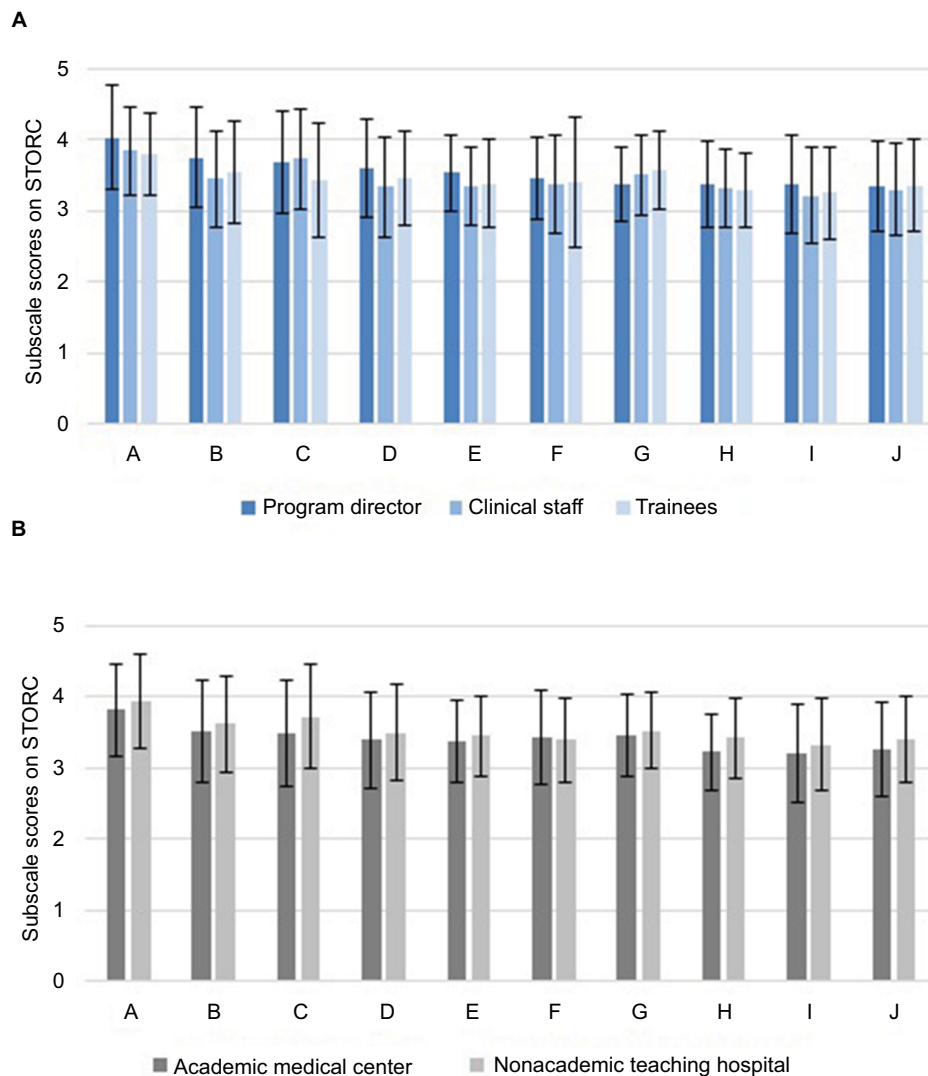 A
Subscale scores on STORC
5
4
3
2
1
0
A B C D E F G H I J
Program director Clinical staff Trainees
B
Subscale scores on STORC
5
4
3
2
1
0
A B C D E F G H I J
Academic medical center Nonacademic teaching hospital